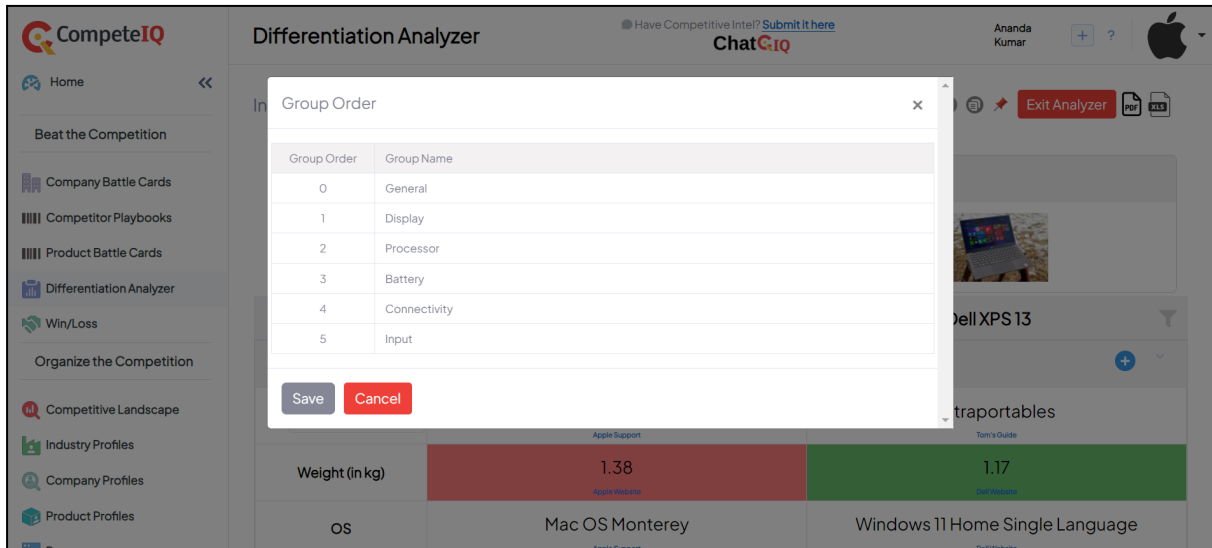 CompeteIQ
Differentiation Analyzer
Have Competitive Intel? Submit it here
ChatCIQ
Ananda
Kumar
+ ?
Home
Beat the Competition
Company Battle Cards
Competitor Playbooks
Product Battle Cards
Differentiation Analyzer
Win/Loss
Organize the Competition
Competitive Landscape
Industry Profiles
Company Profiles
Product Profiles
In
Exit Analyzer
PDF
XLS
Group Order
×
Group Order Group Name
0 General
1 Display
2 Processor
3 Battery
4 Connectivity
5 Input
Save Cancel
Dell XPS 13
traportables
Apple Support Tom's Guide
Weight (in kg) 1.38 1.17
Apple Website Dell Website
OS Mac OS Monterey Windows 11 Home Single Language